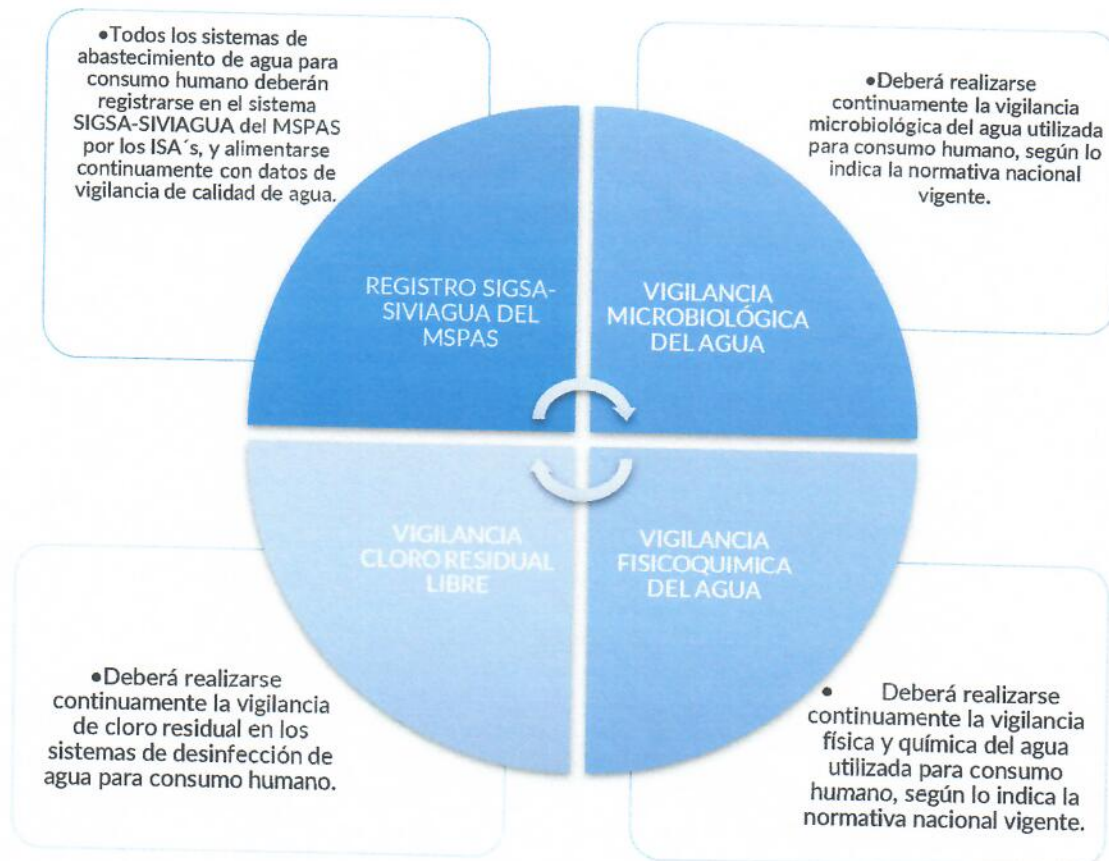 •Todos los sistemas de
abastecimiento de agua para
consumo humano deberán
registrarse en el sistema
SIGSA-SIVIAGUA del MSPAS
por los ISA´s, y alimentarse
continuamente con datos de
vigilancia de calidad de agua.
•Deberá realizarse
continuamente la vigilancia
microbiológica del agua utilizada
para consumo humano, según lo
indica la normativa nacional
vigente.
REGISTRO SIGSA-
SIVIAGUA DEL
MSPAS
VIGILANCIA
MICROBIOLÓGICA
DEL AGUA
VIGILANCIA
CLORO RESIDUAL
LIBRE
VIGILANCIA
FISICOQUIMICA
DEL AGUA
•Deberá realizarse
continuamente la vigilancia
de cloro residual en los
sistemas de desinfección de
agua para consumo humano.
• Deberá realizarse
continuamente la vigilancia
física y química del agua
utilizada para consumo
humano, según lo indica la
normativa nacional vigente.